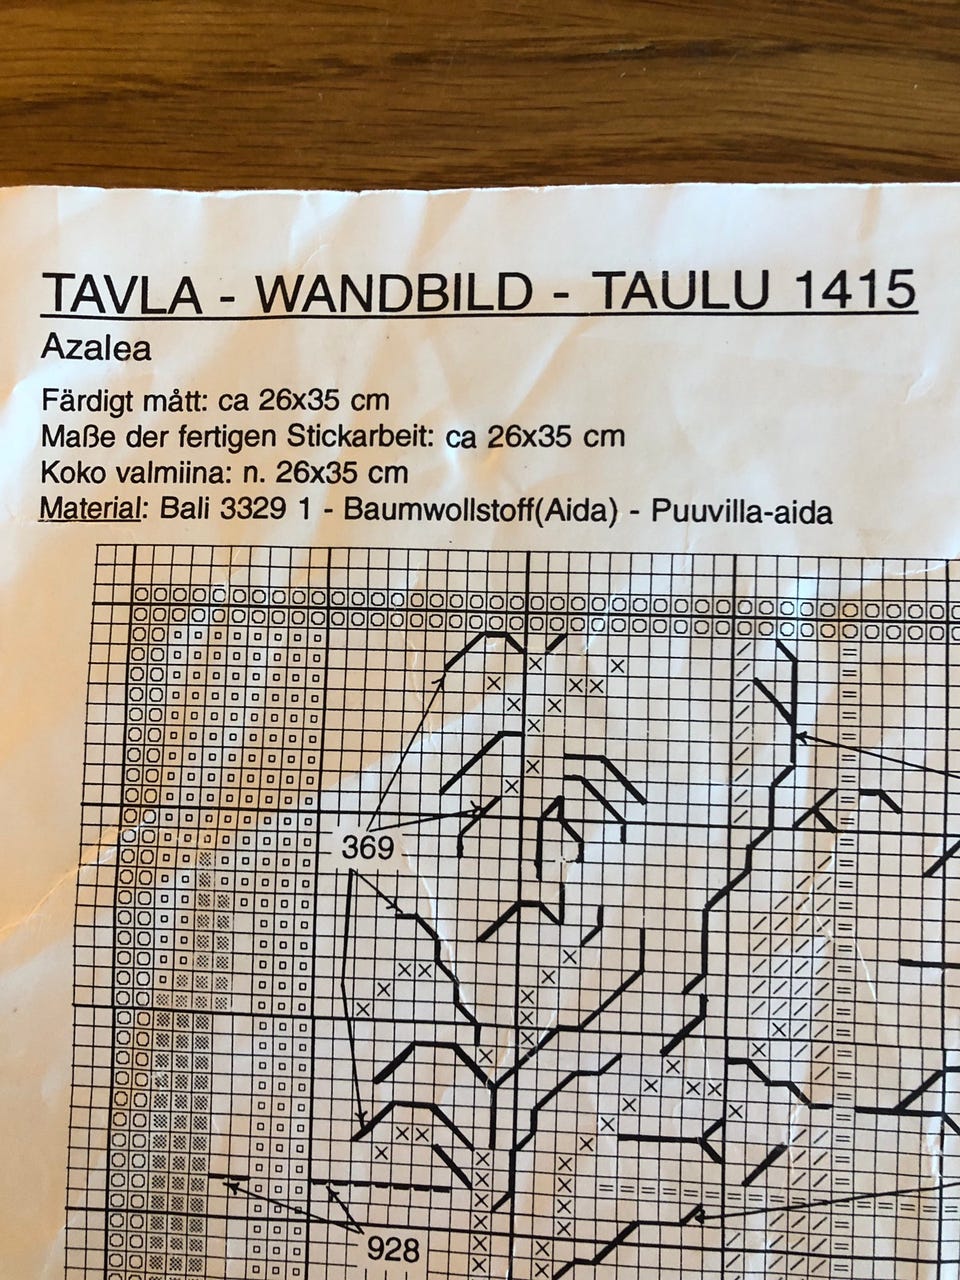 TAVLA - WANDBILD - TAULU 1415
Azalea
Färdigt mått: ca 26x35 cm
Maße der fertigen Stickarbeit: ca 26x35 cm
Koko valmiina: n. 26x35 cm
Material: Bali 3329 1 - Baumwollstoff(Aida) - Puuvilla-aida
369
928